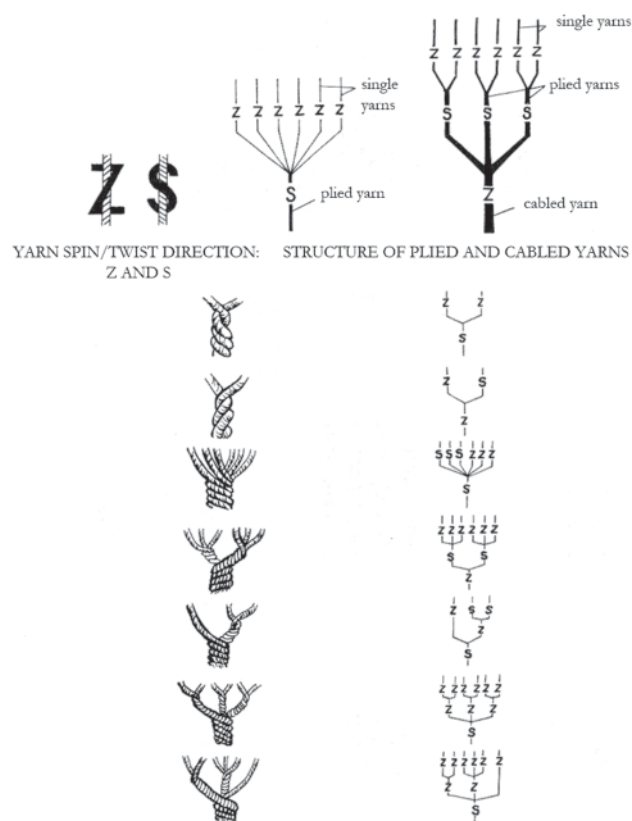 single yarns
Z Z Z Z Z Z
plied yarns
S S S
Z
cabled yarn
single
yarns
Z Z Z Z Z Z
S
plied yarn
Z S
YARN SPIN/TWIST DIRECTION:
Z AND S
STRUCTURE OF PLIED AND CABLED YARNS
Z Z
S
Z S
Z
S S S Z Z Z
S
Z Z Z Z Z Z
S S
Z
Z S S
Z
S
Z Z Z Z Z Z
Z Z Z
S
Z Z Z Z Z Z
Z Z
S